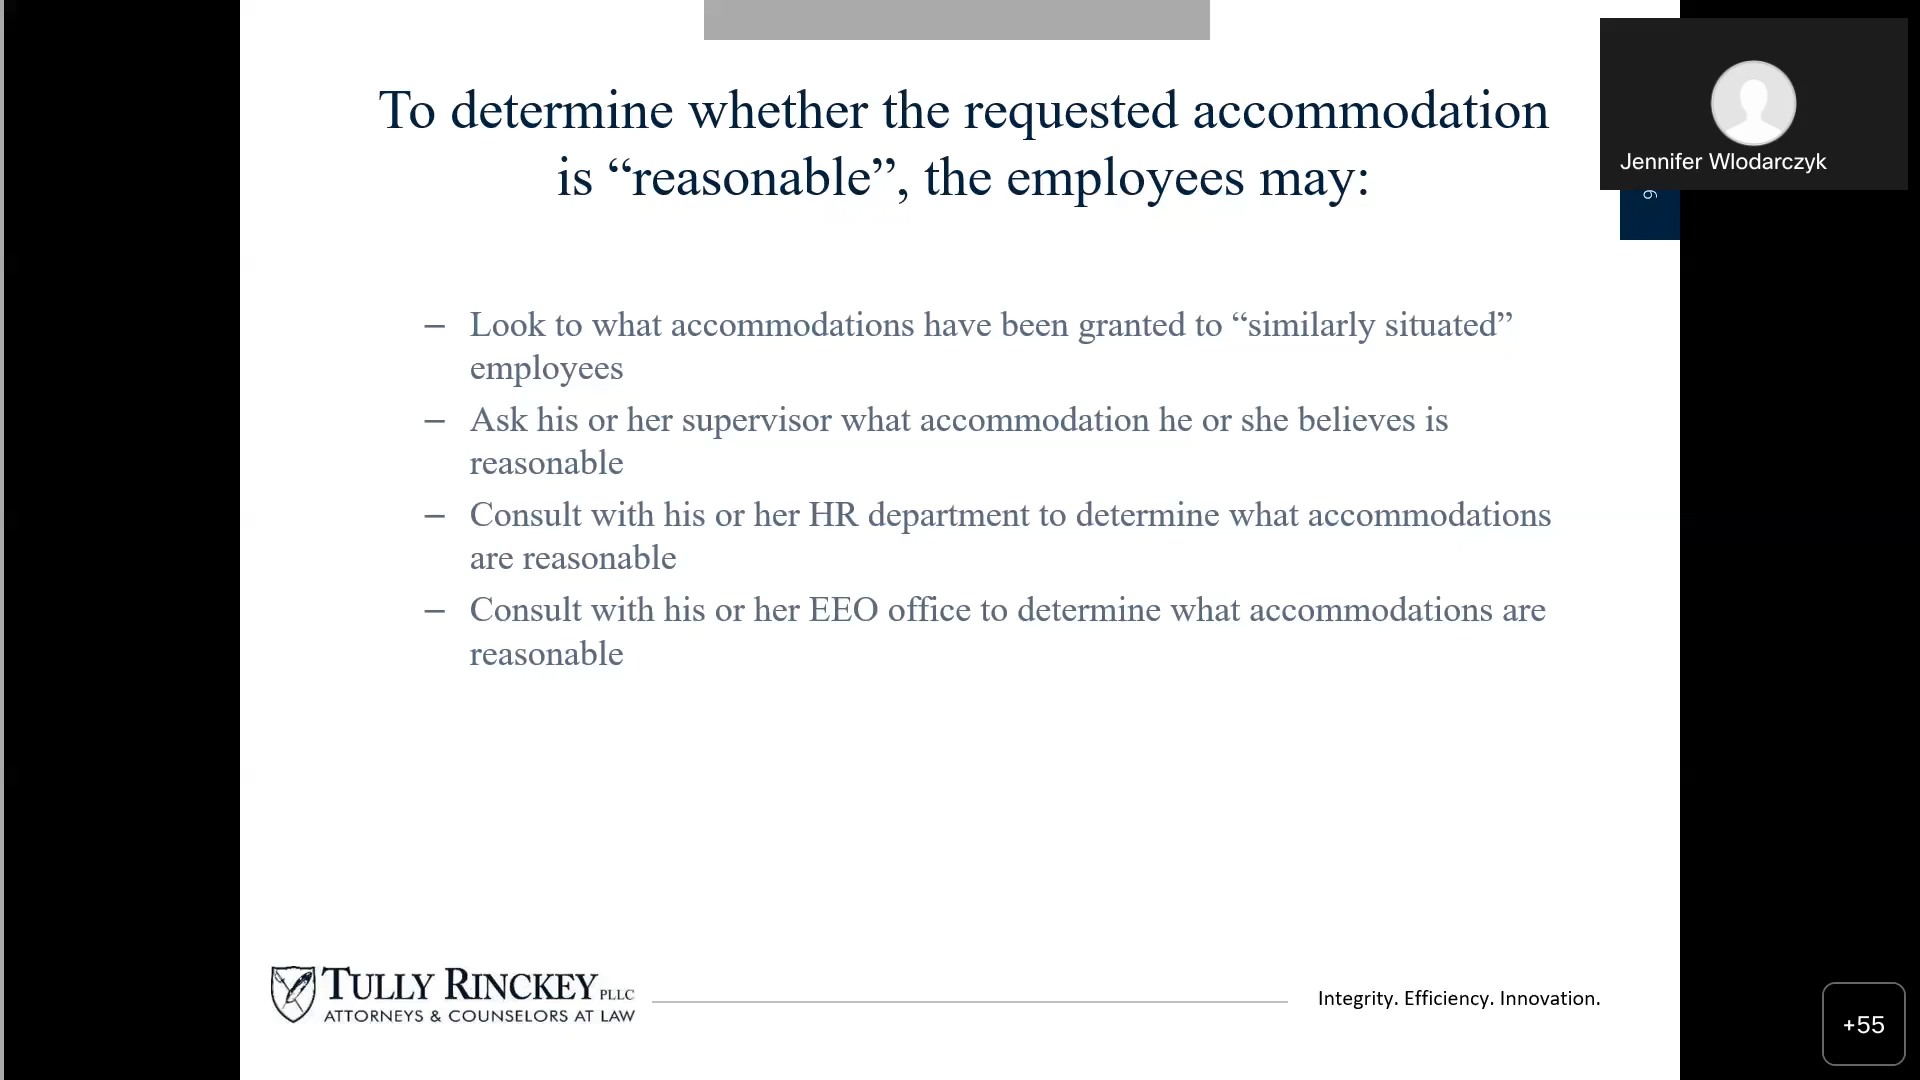 To determine whether the requested accommodation
is “reasonable”, the employees may:
Jennifer Wlodarczyk
9
– Look to what accommodations have been granted to “similarly situated”
employees
– Ask his or her supervisor what accommodation he or she believes is
reasonable
– Consult with his or her HR department to determine what accommodations
are reasonable
– Consult with his or her EEO office to determine what accommodations are
reasonable
TULLY RINCKEY PLLC
ATTORNEYS & COUNSELORS AT LAW
Integrity. Efficiency. Innovation.
+55